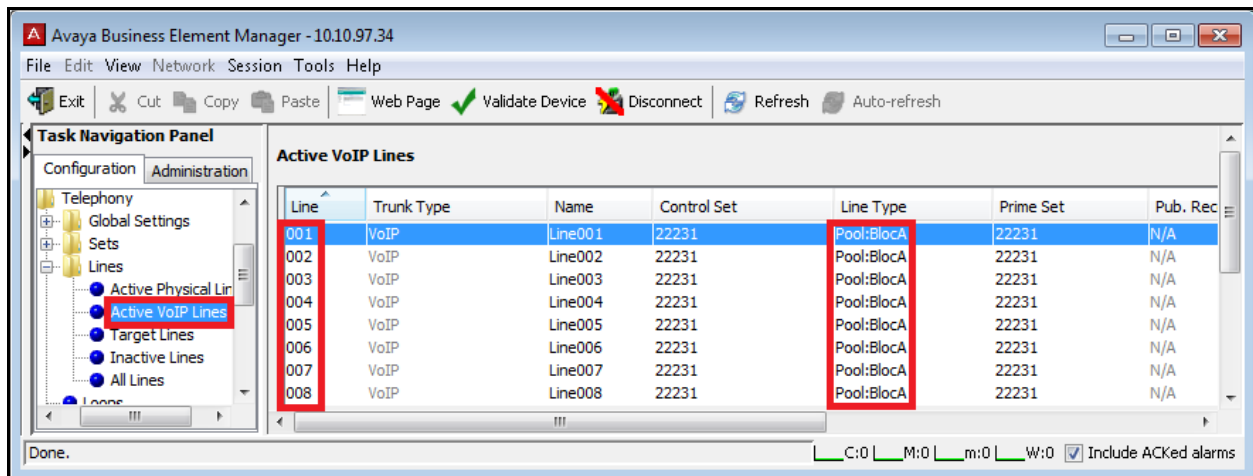 A Avaya Business Element Manager - 10.10.97.34
File Edit View Network Session Tools Help
Exit Cut Copy Paste Web Page Validate Device Disconnect Refresh Auto-refresh
Task Navigation Panel
Configuration Administration
Telephony
Global Settings
Sets
Lines
Active Physical Lin
Active VoIP Lines
Target Lines
Inactive Lines
All Lines
Loops
Active VoIP Lines
Line Trunk Type Name Control Set Line Type Prime Set Pub. Rec
001 VoIP Line001 22231 Pool:BlocA 22231 N/A
002 VoIP Line002 22231 Pool:BlocA 22231 N/A
003 VoIP Line003 22231 Pool:BlocA 22231 N/A
004 VoIP Line004 22231 Pool:BlocA 22231 N/A
005 VoIP Line005 22231 Pool:BlocA 22231 N/A
006 VoIP Line006 22231 Pool:BlocA 22231 N/A
007 VoIP Line007 22231 Pool:BlocA 22231 N/A
008 VoIP Line008 22231 Pool:BlocA 22231 N/A
Done. C:0 M:0 m:0 W:0 Include ACKed alarms